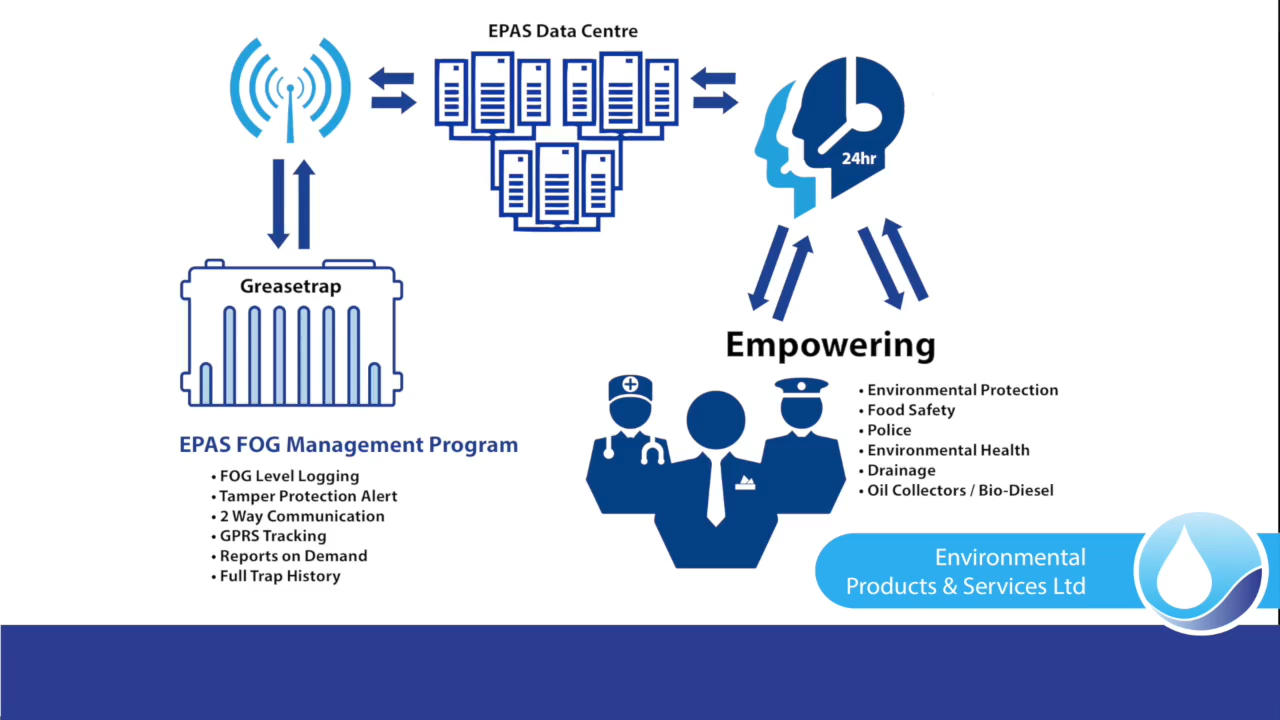 EPAS Data Centre
24hr
Greasetrap
Empowering
• Environmental Protection
• Food Safety
• Police
• Environmental Health
• Drainage
• Oil Collectors / Bio-Diesel
EPAS FOG Management Program
• FOG Level Logging
• Tamper Protection Alert
• 2 Way Communication
• GPRS Tracking
• Reports on Demand
• Full Trap History
Environmental
Products & Services Ltd